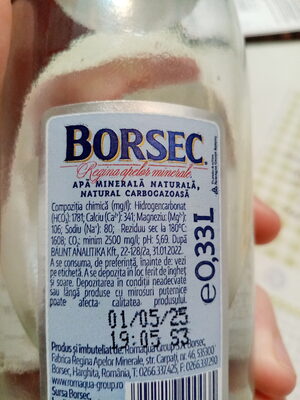 BORSEC
Regina apelor minerale
APĂ MINERALĂ NATURALĂ,
NATURAL CARBOGAZOASĂ
Compoziția chimică (mg/l): Hidrogencarbonat
(HCO₃⁻): 1781; Calciu (Ca²⁺): 341; Magneziu (Mg²⁺):
106; Sodiu (Na⁺): 80; Reziduu sec la 180°C:
1608; CO₂ minim 2500 mg/l; pH: 5,69. După
BALINT ANALITIKA Kft, 22-128/2a, 31.01.2022.
A se consuma, de preferință, înainte de: vezi
pe etichetă. A se depozita în loc ferit de îngheț
și soare. Depozitarea în condiții neadecvate
sau lângă produse cu mirosuri puternice
poate afecta calitatea produsului.
℮0,33L
01/05/25
19:05 33
Produs și îmbuteliat de: Romaqua Group SA Borsec,
Fabrica Regina Apelor Minerale, str. Carpați, nr. 46, 535300
Borsec, Harghita, România, T: 0266.337.425, F: 0266.337.290
www.romaqua-group.ro
Sursa Borsec